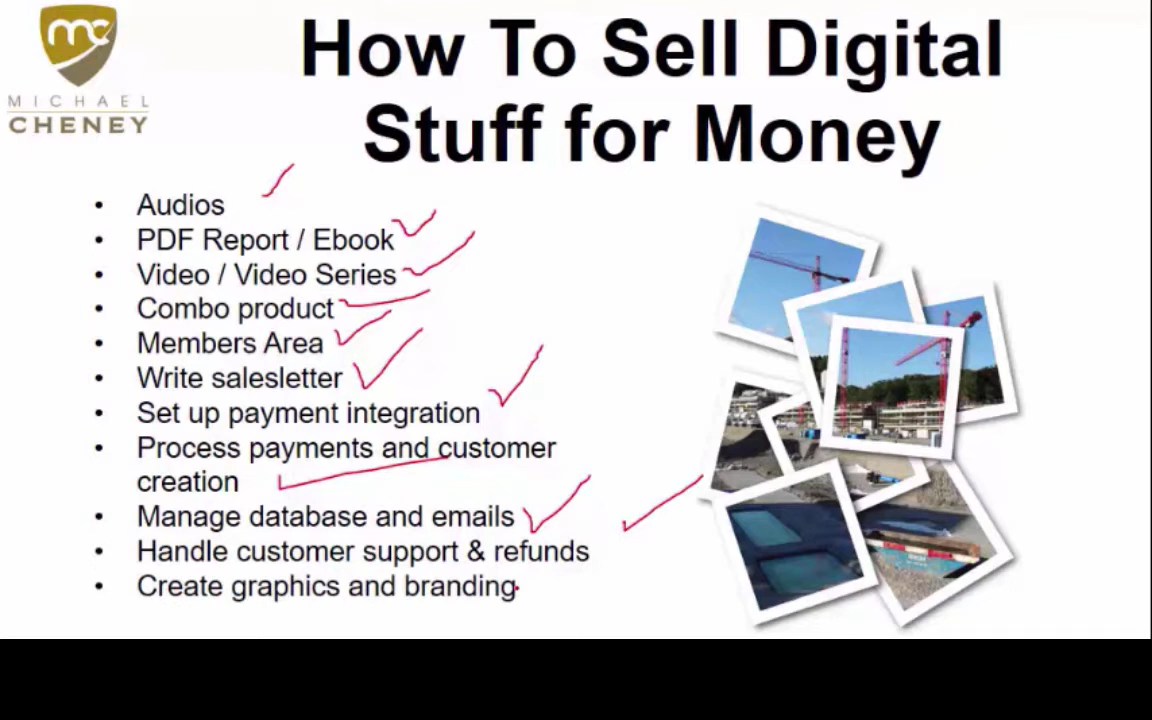 mc
MICHAEL
CHENEY
How To Sell Digital
Stuff for Money
• Audios
• PDF Report / Ebook
• Video / Video Series
• Combo product
• Members Area
• Write salesletter
• Set up payment integration
• Process payments and customer
creation
• Manage database and emails
• Handle customer support & refunds
• Create graphics and branding